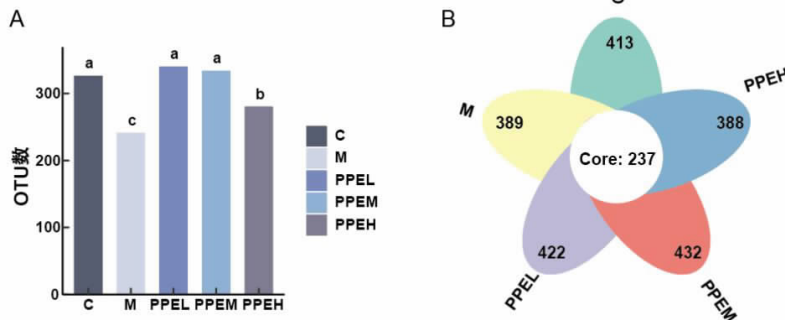 A
a
a
a
b
c
300
200
100
0
OTU数
C
M
PPEL
PPEM
PPEH
C
M
PPEL
PPEM
PPEH
B
413
PPEH
388
M
389
Core: 237
422
432
PPEL
PPEM